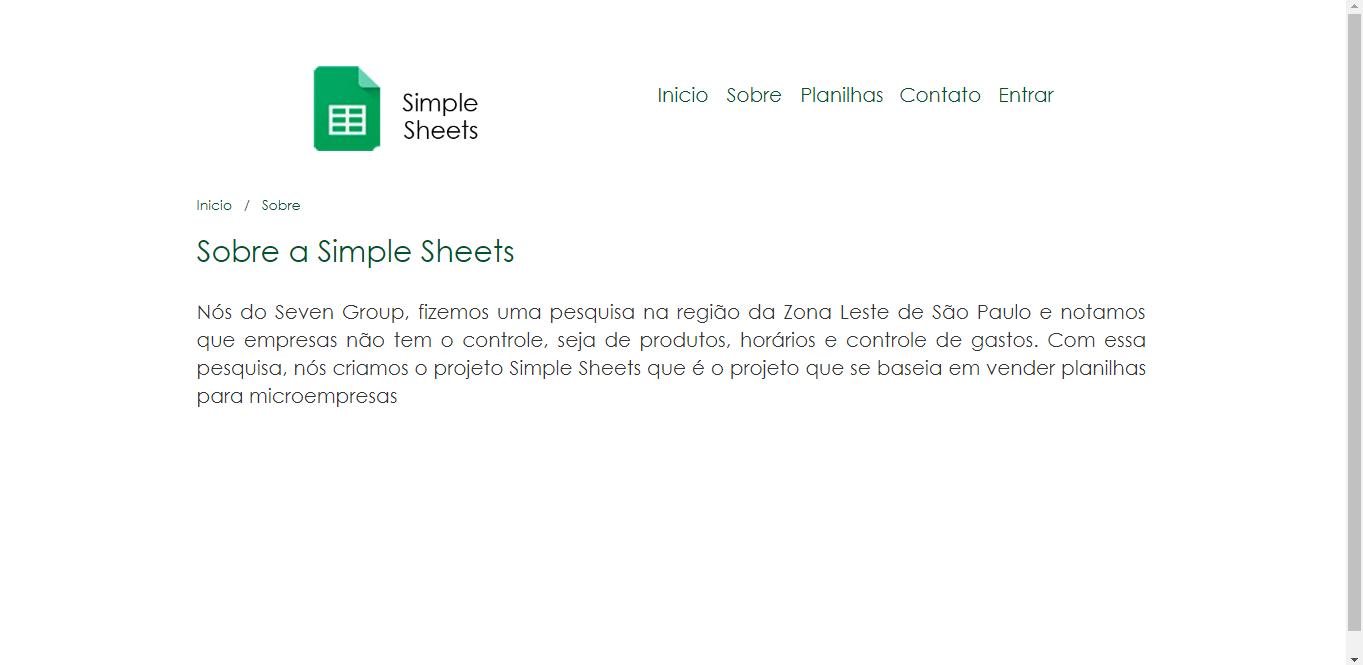 Simple
Sheets
Inicio Sobre Planilhas Contato Entrar
Inicio / Sobre
Sobre a Simple Sheets
Nós do Seven Group, fizemos uma pesquisa na região da Zona Leste de São Paulo e notamos
que empresas não tem o controle, seja de produtos, horários e controle de gastos. Com essa
pesquisa, nós criamos o projeto Simple Sheets que é o projeto que se baseia em vender planilhas
para microempresas